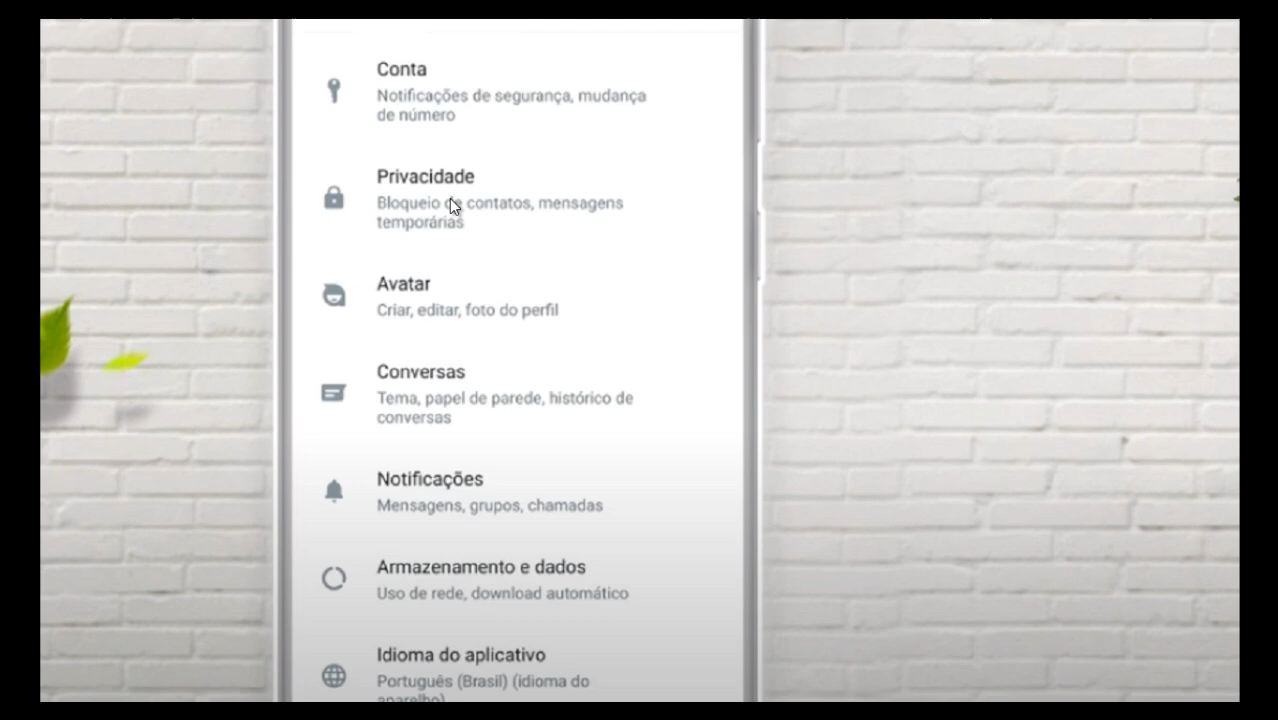 Conta
Notificações de segurança, mudança
de número
Privacidade
Bloqueio de contatos, mensagens
temporárias
Avatar
Criar, editar, foto do perfil
Conversas
Tema, papel de parede, histórico de
conversas
Notificações
Mensagens, grupos, chamadas
Armazenamento e dados
Uso de rede, download automático
Idioma do aplicativo
Português (Brasil) (idioma do
aparelho)